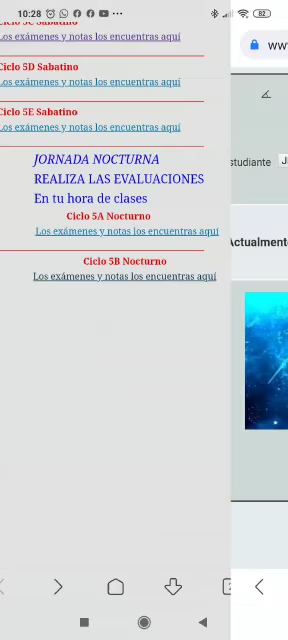 10:28
82
Ciclo 5C Sabatino
Los exámenes y notas los encuentras aquí
Ciclo 5D Sabatino
Los exámenes y notas los encuentras aquí
Ciclo 5E Sabatino
Los exámenes y notas los encuentras aquí
JORNADA NOCTURNA
REALIZA LAS EVALUACIONES
En tu hora de clases
Ciclo 5A Nocturno
Los exámenes y notas los encuentras aquí
Ciclo 5B Nocturno
Los exámenes y notas los encuentras aquí
ww
studiante
Actualment